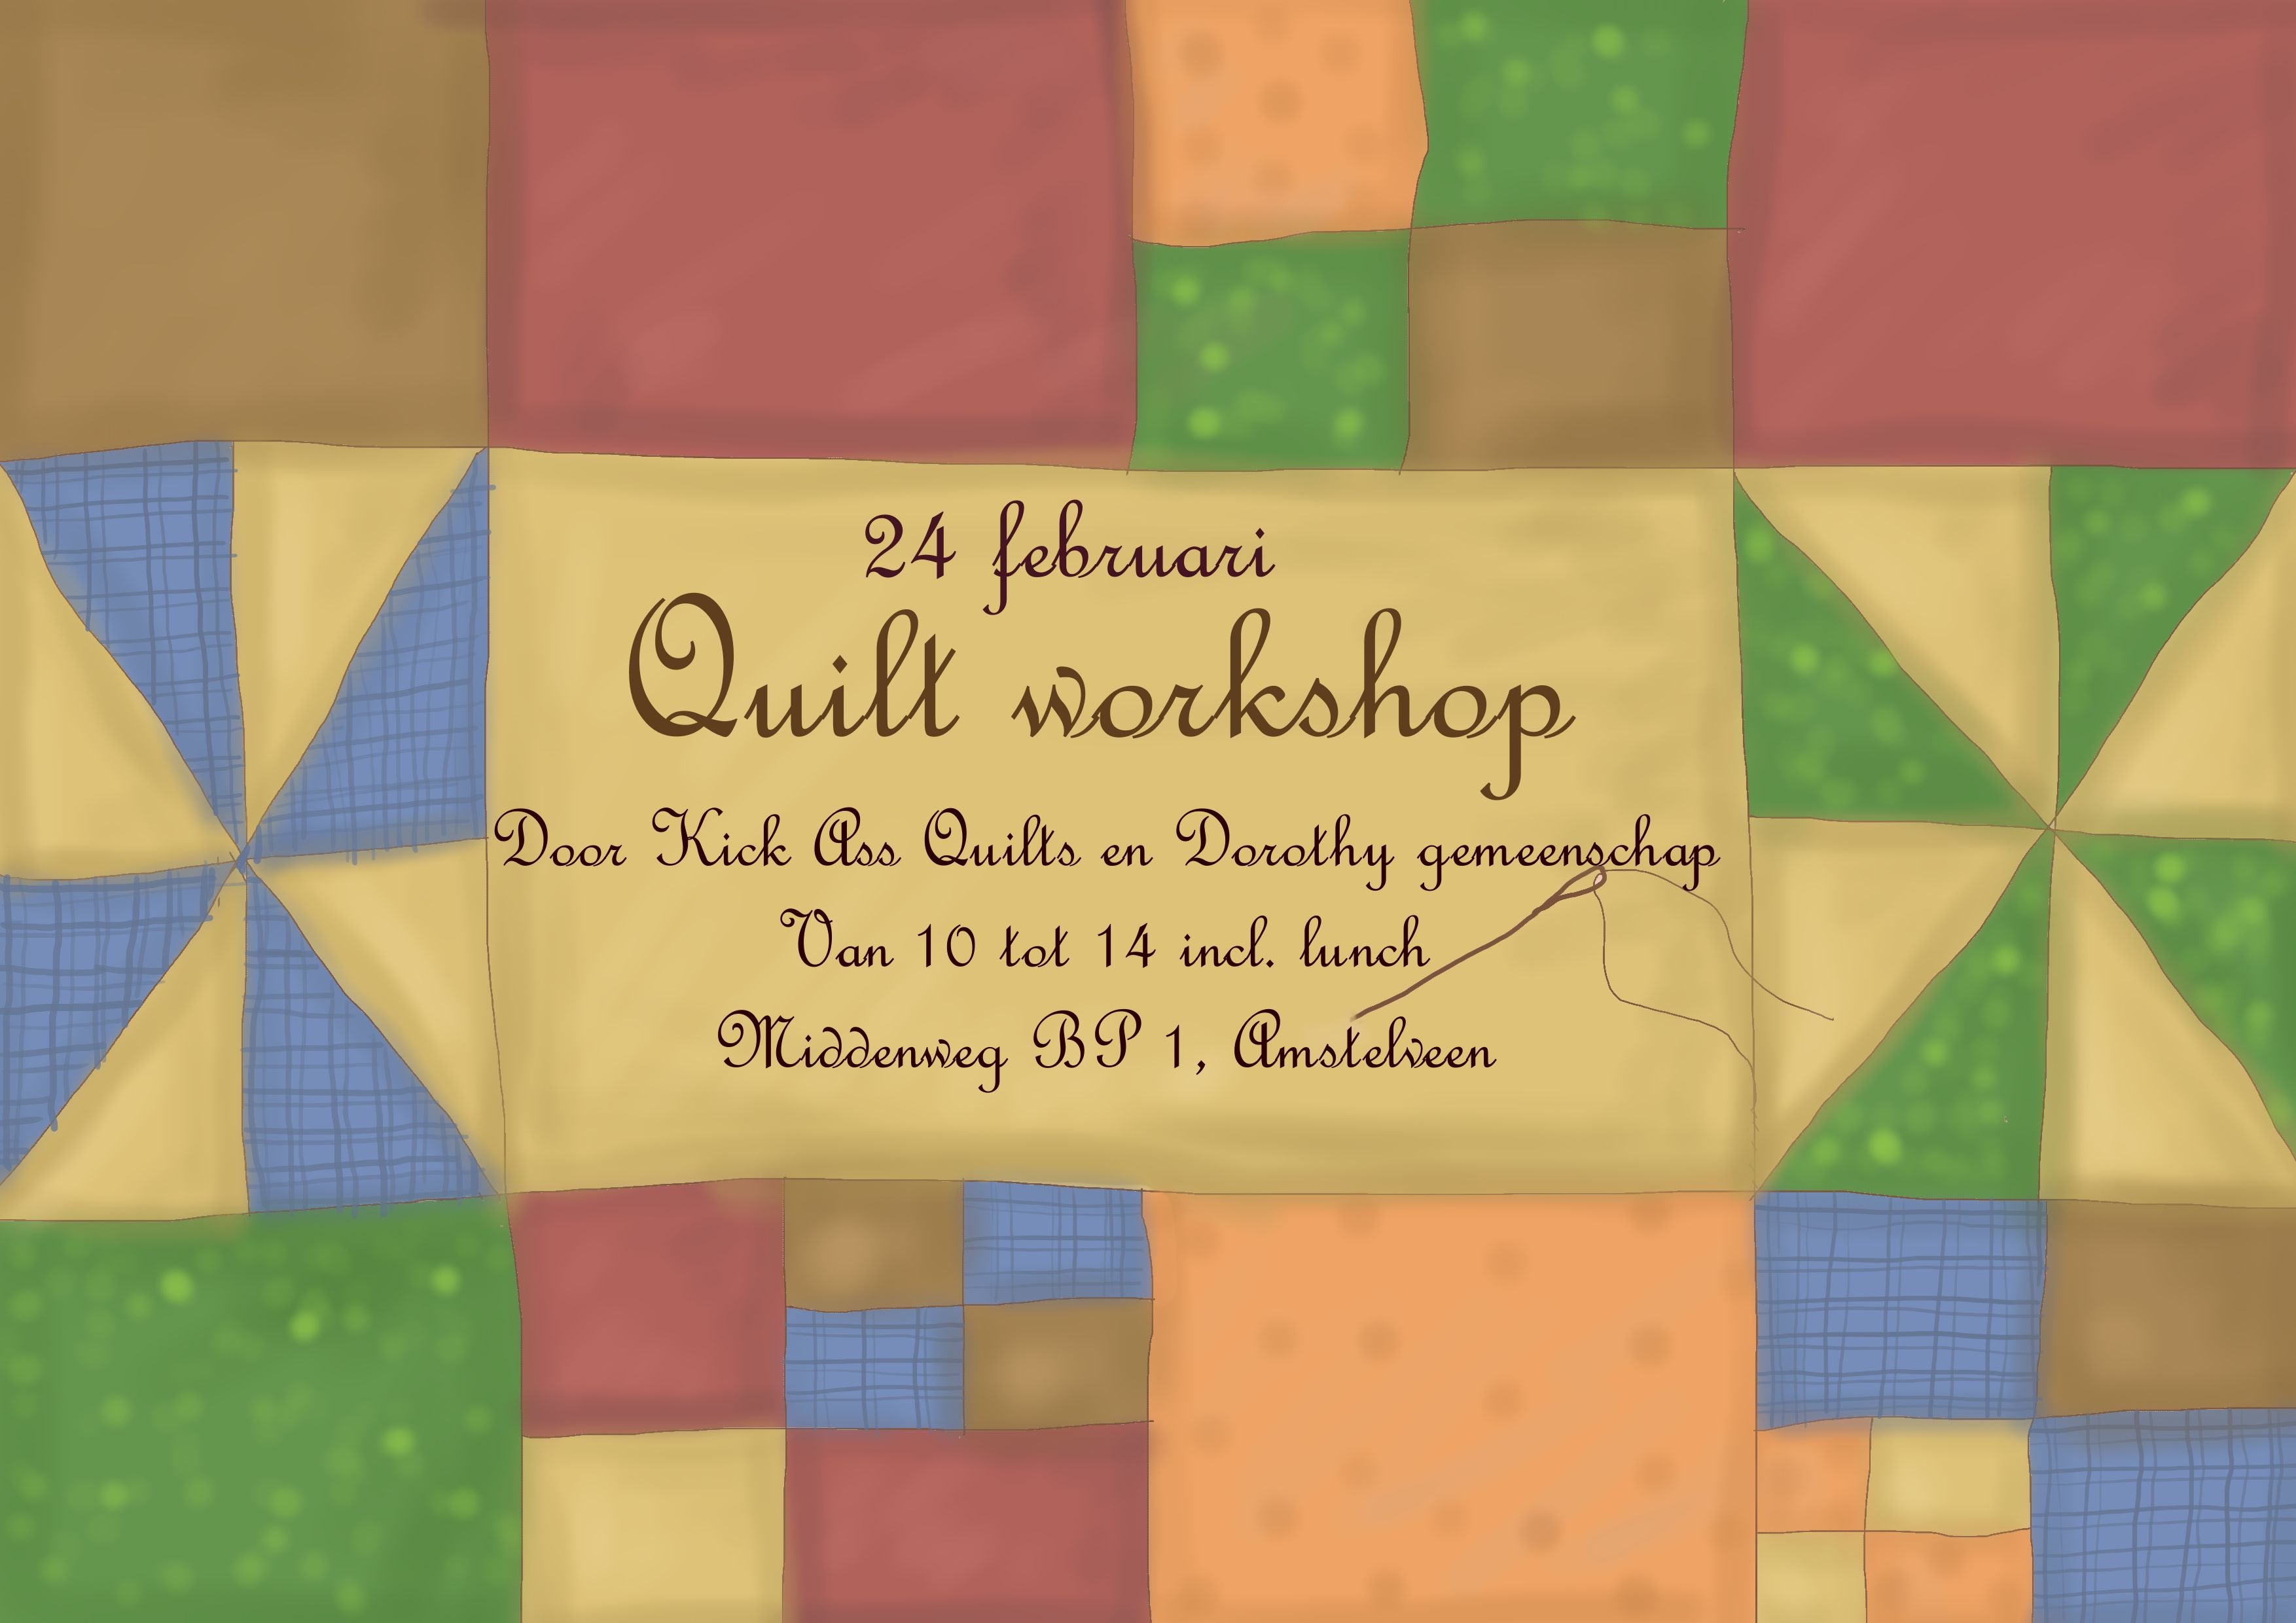 24 februari
Quilt workshop
Door Kick Ass Quilts en Dorothy gemeenschap
Van 10 tot 14 incl. lunch
Middenweg BP 1, Amstelveen